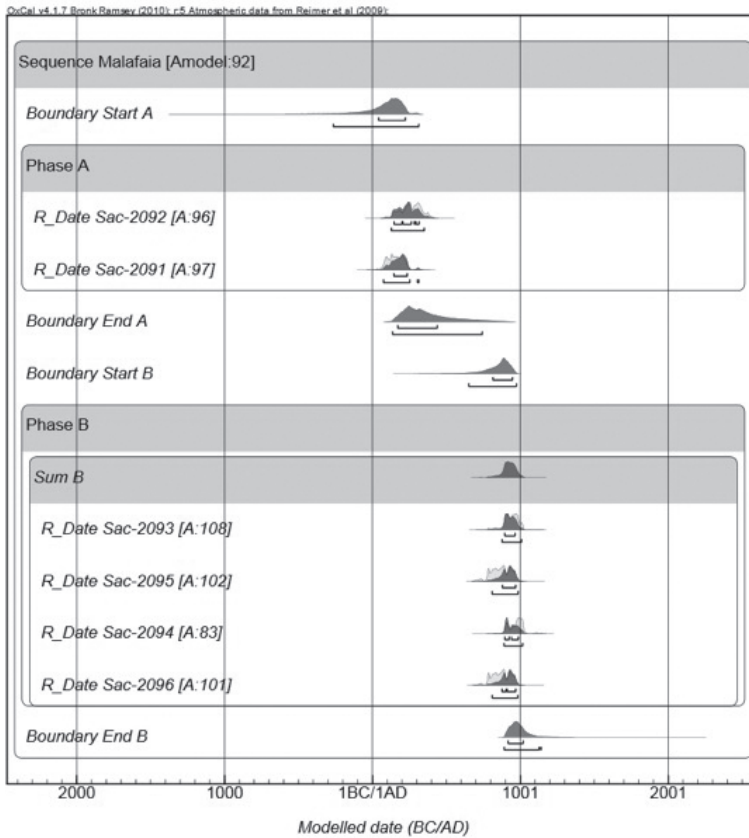 OxCal v4.1.7 Bronk Ramsey (2010); r:5 Atmospheric data from Reimer et al (2009);
Sequence Malafaia [Amodel:92]
Boundary Start A
Phase A
R_Date Sac-2092 [A:96]
R_Date Sac-2091 [A:97]
Boundary End A
Boundary Start B
Phase B
Sum B
R_Date Sac-2093 [A:108]
R_Date Sac-2095 [A:102]
R_Date Sac-2094 [A:83]
R_Date Sac-2096 [A:101]
Boundary End B
2000 1000 1BC/1AD 1001 2001
Modelled date (BC/AD)